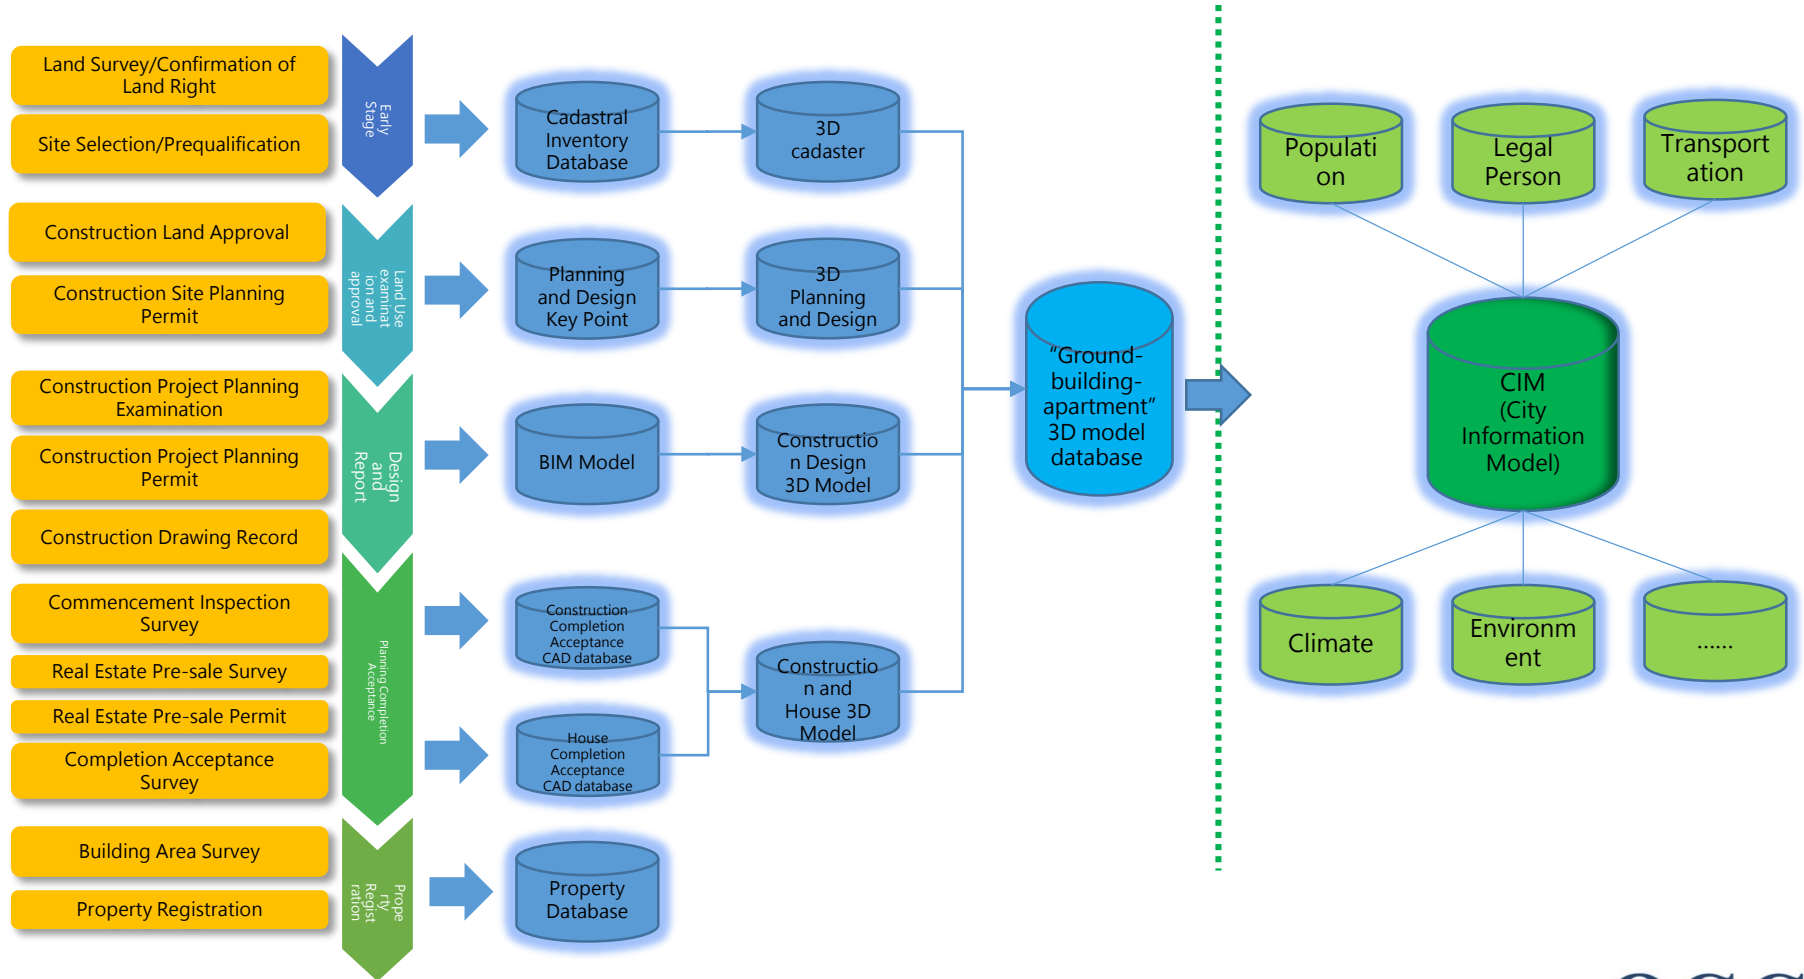 Land Survey/Confirmation of
Land Right
Site Selection/Prequalification
Construction Land Approval
Construction Site Planning
Permit
Construction Project Planning
Examination
Construction Project Planning
Permit
Construction Drawing Record
Commencement Inspection
Survey
Real Estate Pre-sale Survey
Real Estate Pre-sale Permit
Completion Acceptance
Survey
Building Area Survey
Property Registration
Early
Stage
Land Use
examinat
ion and
approval
Design
and
Report
Planning Completion
Acceptance
Prope
rty
Regist
ration
Cadastral
Inventory
Database
3D
cadaster
Planning
and Design
Key Point
3D
Planning
and Design
BIM Model
Constructio
n Design
3D Model
Construction
Completion
Acceptance
CAD database
House
Completion
Acceptance
CAD database
Constructio
n and
House 3D
Model
Property
Database
"Ground-
building-
apartment"
3D model
database
Populati
on
Legal
Person
Transport
ation
CIM
(City
Information
Model)
Climate
Environm
ent
......